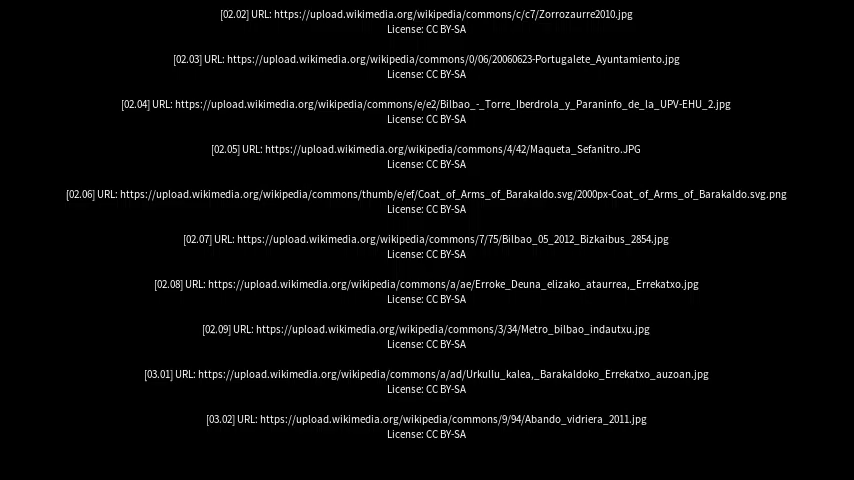 [02.02] URL: https://upload.wikimedia.org/wikipedia/commons/c/c7/Zorrozaurre2010.jpg
License: CC BY-SA
[02.03] URL: https://upload.wikimedia.org/wikipedia/commons/0/06/20060623-Portugalete_Ayuntamiento.jpg
License: CC BY-SA
[02.04] URL: https://upload.wikimedia.org/wikipedia/commons/e/e2/Bilbao_-_Torre_Iberdrola_y_Paraninfo_de_la_UPV-EHU_2.jpg
License: CC BY-SA
[02.05] URL: https://upload.wikimedia.org/wikipedia/commons/4/42/Maqueta_Sefanitro.JPG
License: CC BY-SA
[02.06] URL: https://upload.wikimedia.org/wikipedia/commons/thumb/e/ef/Coat_of_Arms_of_Barakaldo.svg/2000px-Coat_of_Arms_of_Barakaldo.svg.png
License: CC BY-SA
[02.07] URL: https://upload.wikimedia.org/wikipedia/commons/7/75/Bilbao_05_2012_Bizkaibus_2854.jpg
License: CC BY-SA
[02.08] URL: https://upload.wikimedia.org/wikipedia/commons/a/ae/Erroke_Deuna_elizako_ataurrea,_Errekatxo.jpg
License: CC BY-SA
[02.09] URL: https://upload.wikimedia.org/wikipedia/commons/3/34/Metro_bilbao_indautxu.jpg
License: CC BY-SA
[03.01] URL: https://upload.wikimedia.org/wikipedia/commons/a/ad/Urkullu_kalea,_Barakaldoko_Errekatxo_auzoan.jpg
License: CC BY-SA
[03.02] URL: https://upload.wikimedia.org/wikipedia/commons/9/94/Abando_vidriera_2011.jpg
License: CC BY-SA